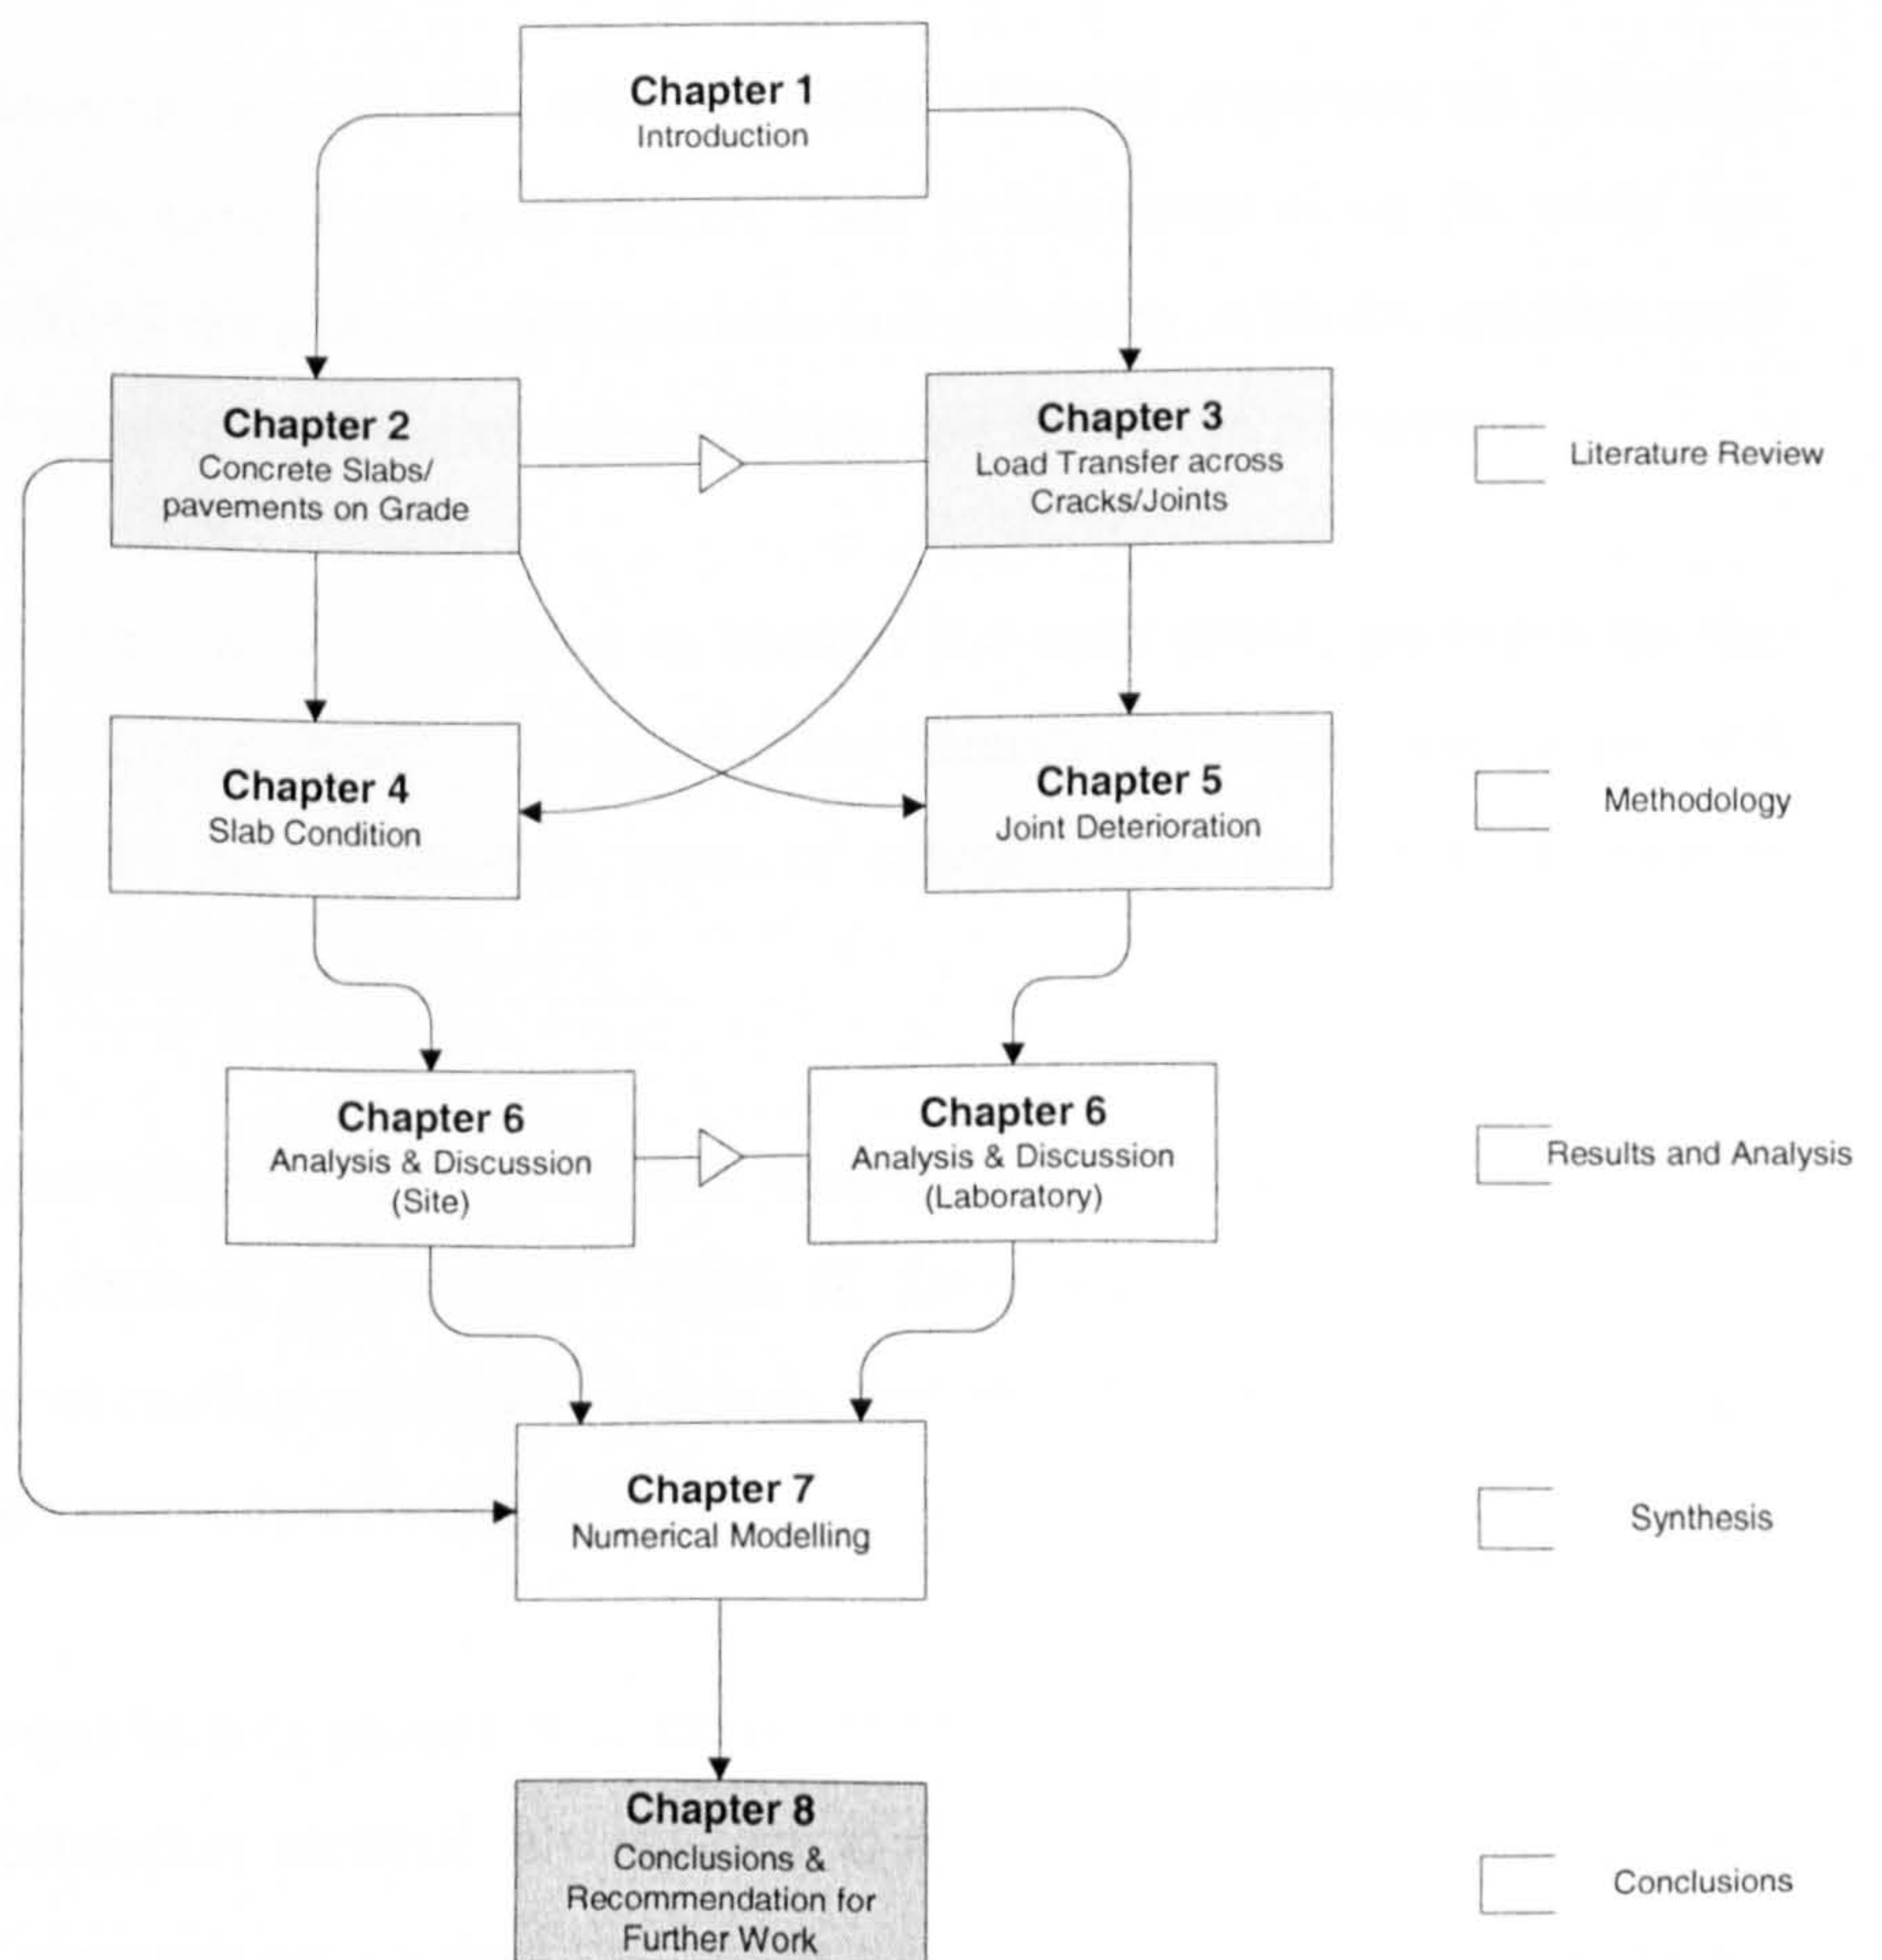 Chapter 1
Introduction
Chapter 2
Concrete Slabs/
pavements on Grade
Chapter 3
Load Transfer across
Cracks/Joints
Literature Review
Chapter 4
Slab Condition
Chapter 5
Joint Deterioration
Methodology
Chapter 6
Analysis & Discussion
(Site)
Chapter 6
Analysis & Discussion
(Laboratory)
Results and Analysis
Chapter 7
Numerical Modelling
Synthesis
Chapter 8
Conclusions &
Recommendation for
Further Work
Conclusions